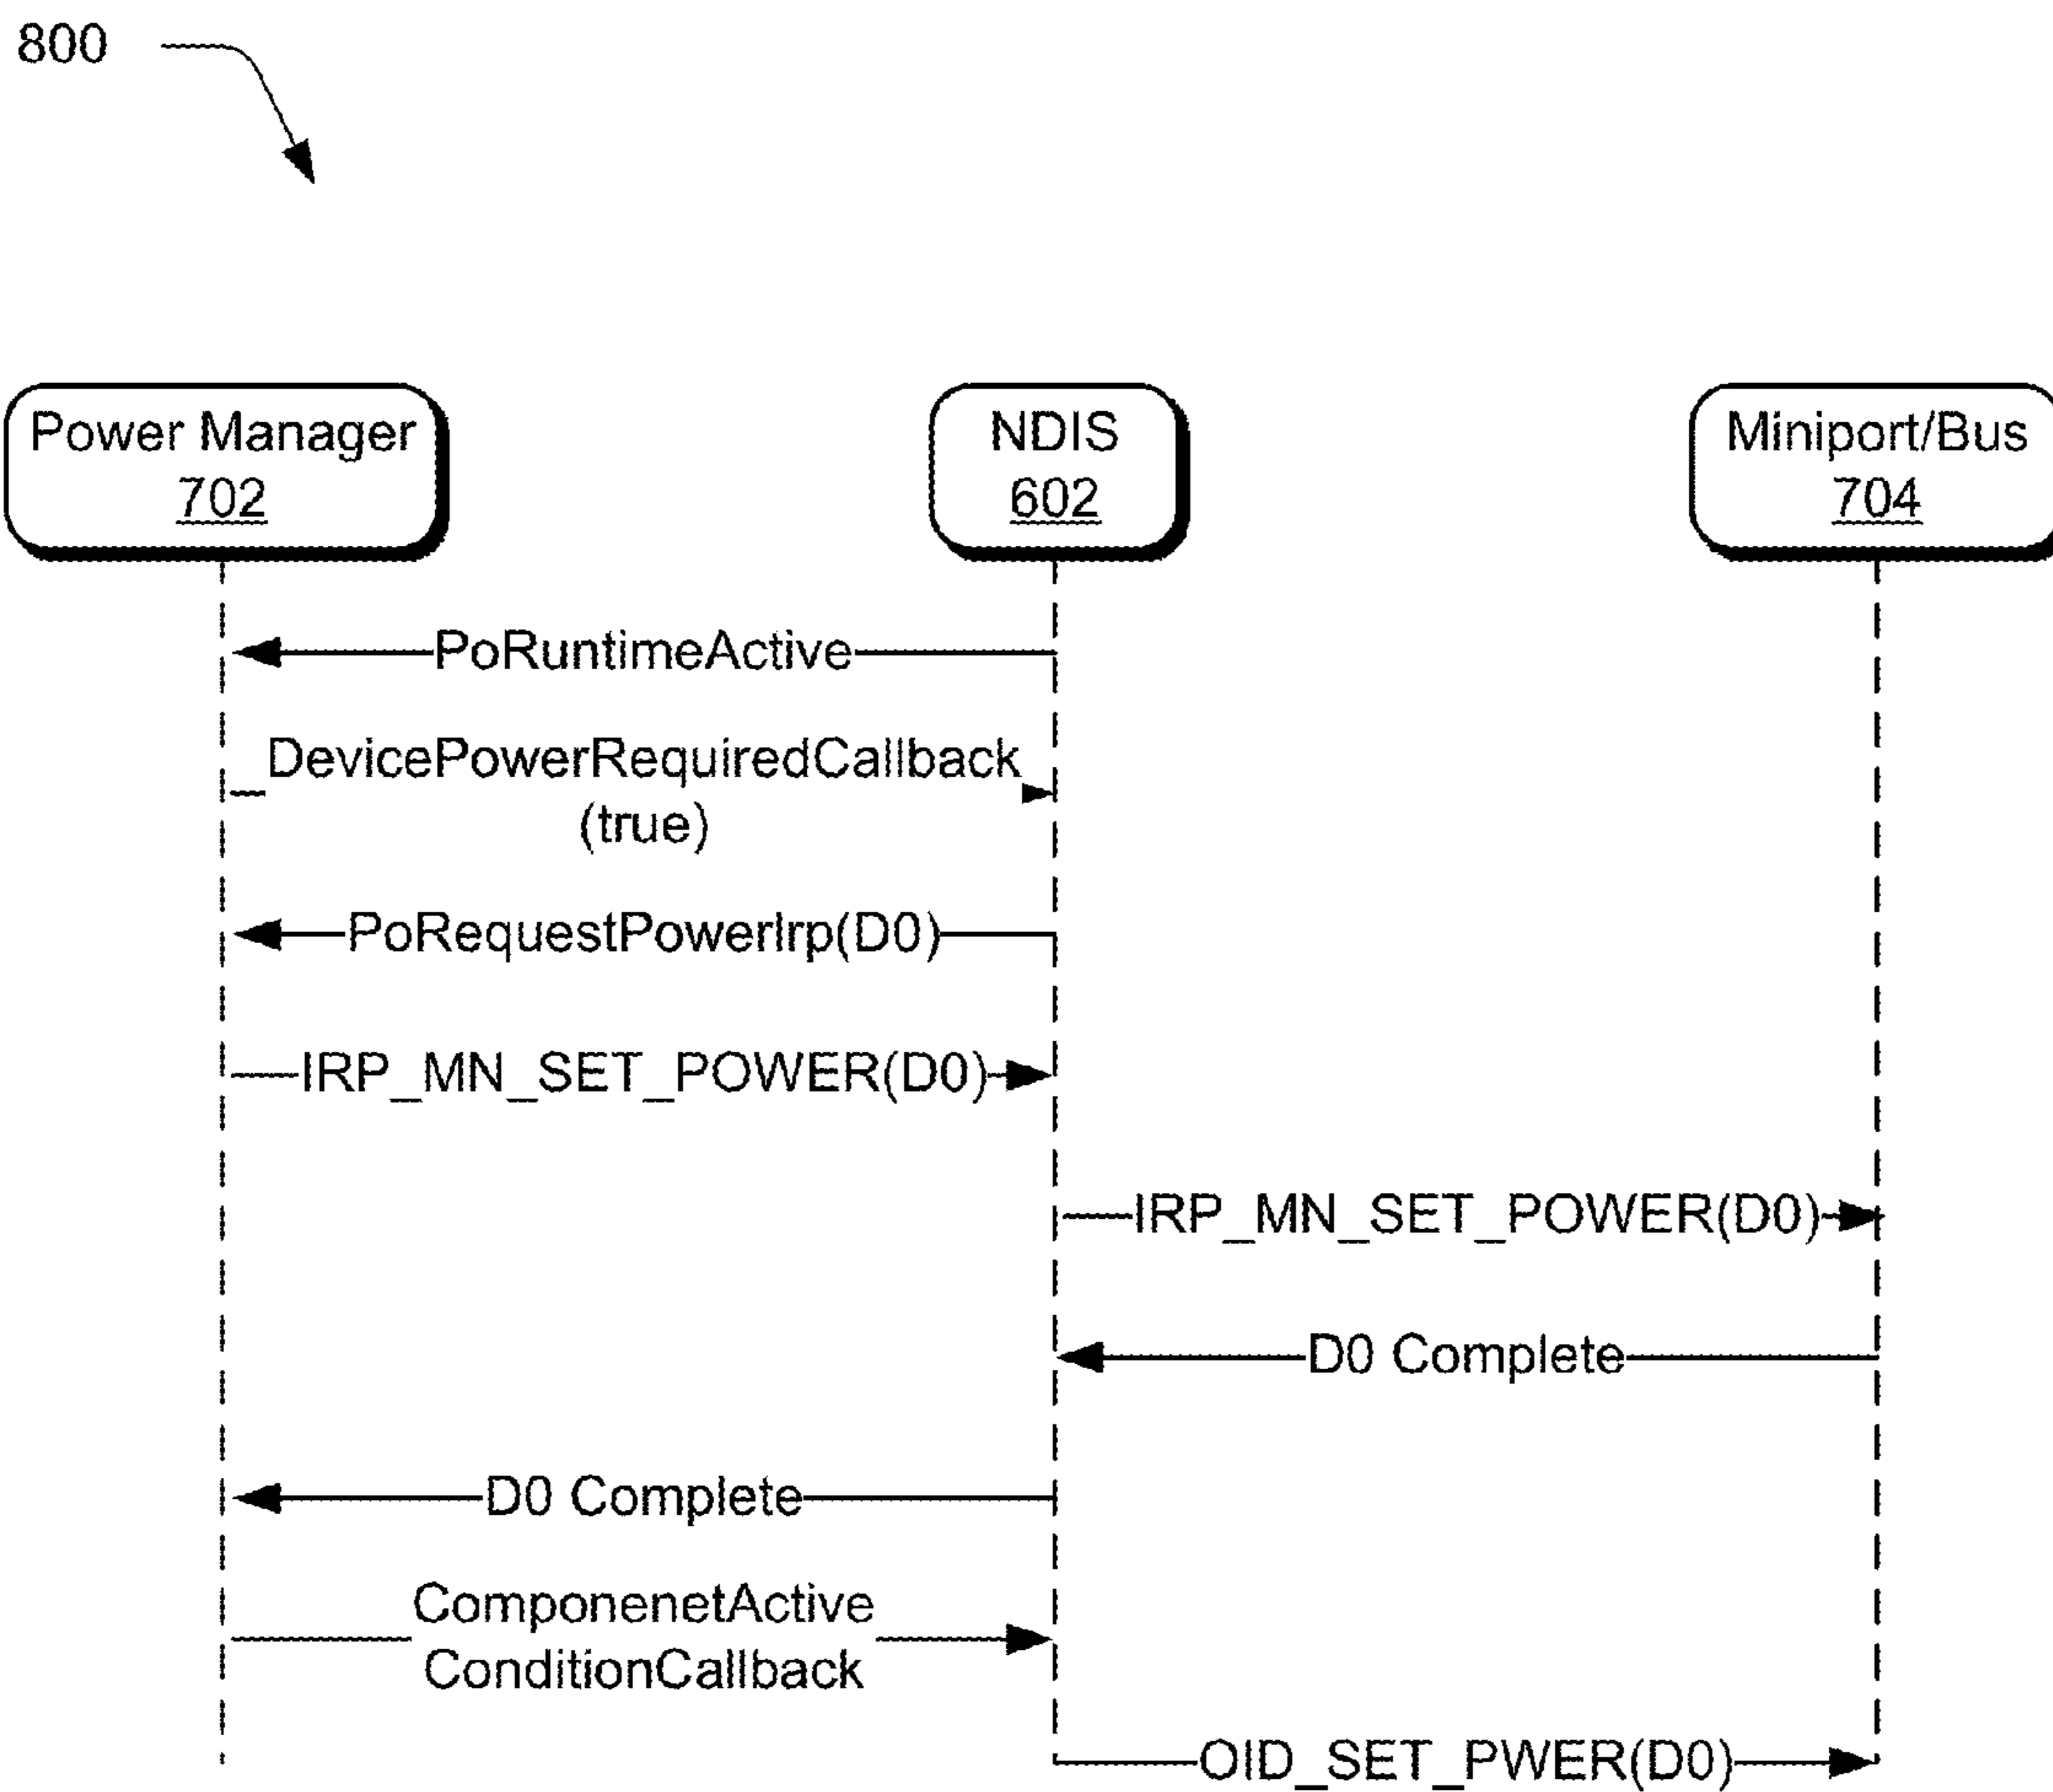 800
Power Manager
702
NDIS
602
Miniport/Bus
704
PoRuntimeActive
DevicePowerRequiredCallback
(true)
PoRequestPowerIrp(D0)
IRP_MN_SET_POWER(D0)
IRP_MN_SET_POWER(D0)
D0 Complete
D0 Complete
ComponenetActive
ConditionCallback
OID_SET_PWER(D0)